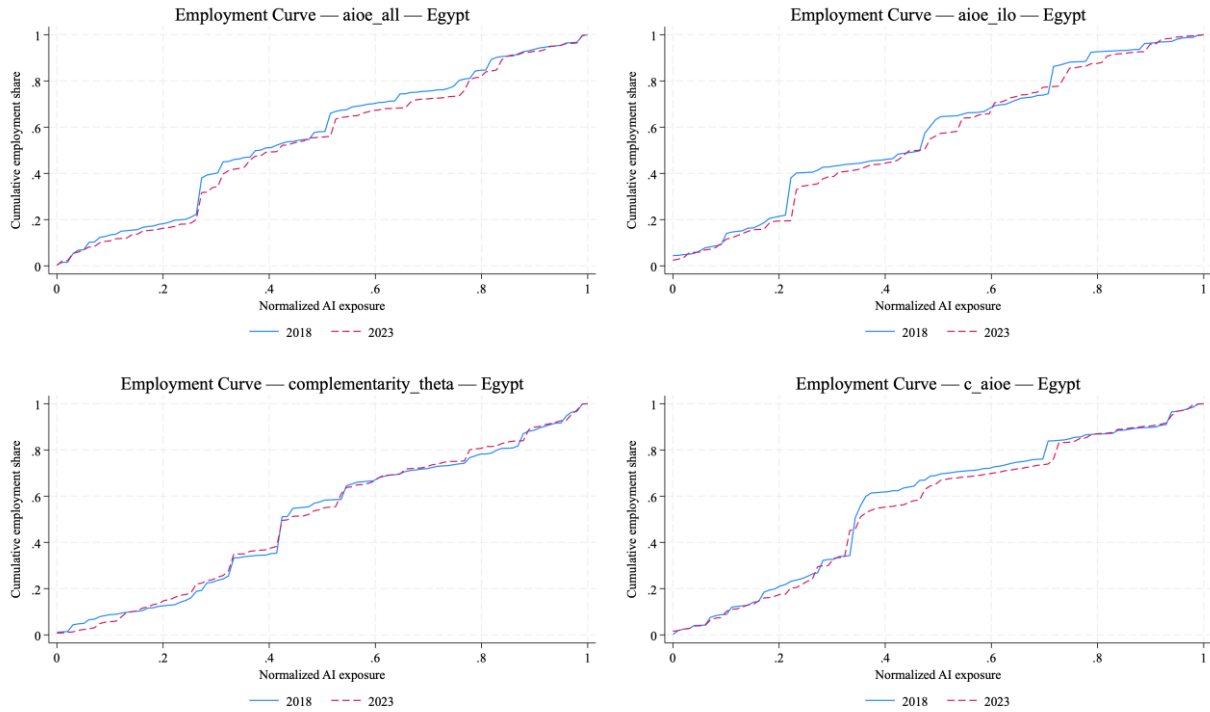 Employment Curve — aioe_all — Egypt
Cumulative employment share
1
.8
.6
.4
.2
0
0 .2 .4 .6 .8 1
Normalized AI exposure
2018 2023
Employment Curve — aioe_ilo — Egypt
Cumulative employment share
1
.8
.6
.4
.2
0
0 .2 .4 .6 .8 1
Normalized AI exposure
2018 2023
Employment Curve — complementarity_theta — Egypt
Cumulative employment share
1
.8
.6
.4
.2
0
0 .2 .4 .6 .8 1
Normalized AI exposure
2018 2023
Employment Curve — c_aioe — Egypt
Cumulative employment share
1
.8
.6
.4
.2
0
0 .2 .4 .6 .8 1
Normalized AI exposure
2018 2023